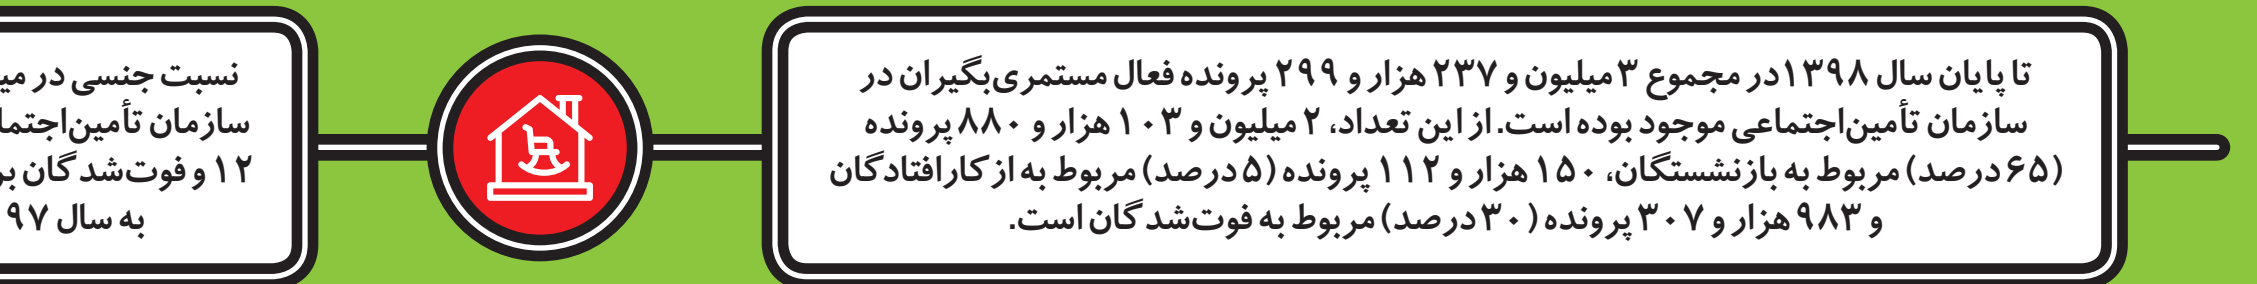 تا پایان سال ۱۳۹۸ در مجموع ۳ میلیون و ۲۳۷ هزار و ۲۹۹ پرونده فعال مستمری‌بگیران در
سازمان تأمین‌اجتماعی موجود بوده است. از این تعداد، ۲ میلیون و ۱۰۳ هزار و ۸۸۰ پرونده
(۶۵ درصد) مربوط به بازنشستگان، ۱۵۰ هزار و ۱۱۲ پرونده (۵ درصد) مربوط به ازکارافتادگان
و ۹۸۳ هزار و ۳۰۷ پرونده (۳۰ درصد) مربوط به فوت‌شدگان است.
نسبت جنسی در
سازمان
۱۲ و فوت‌شدگان
به سال ۹۷